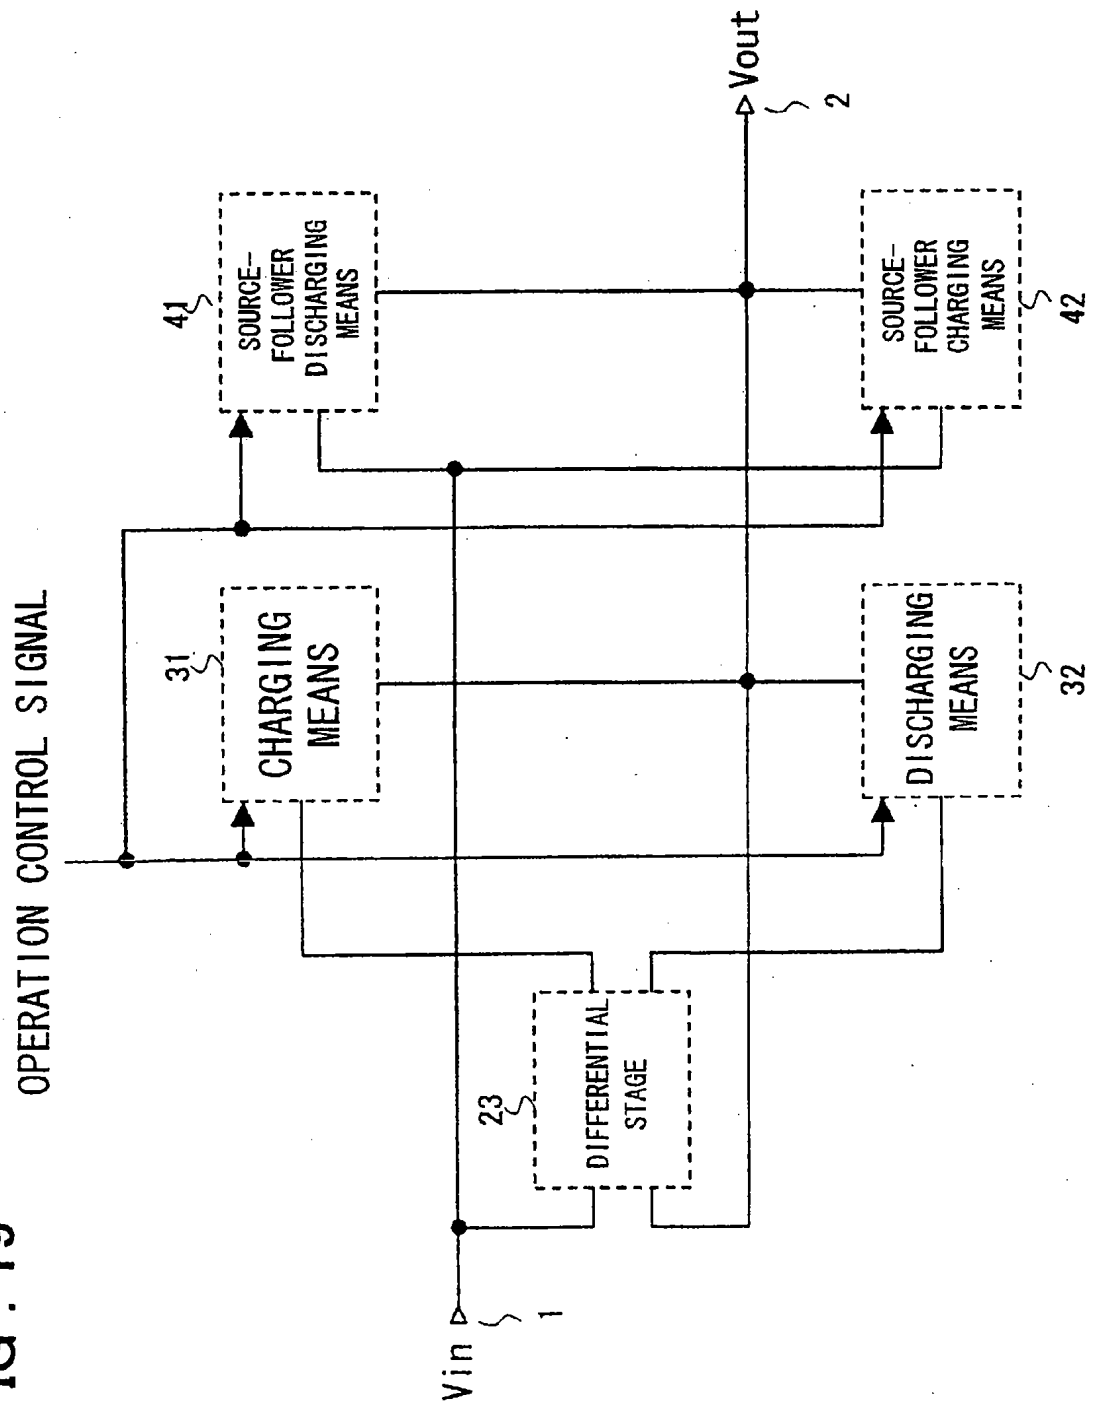 OPERATION CONTROL SIGNAL
31
CHARGING
MEANS
41
SOURCE-
FOLLOWER
DISCHARGING
MEANS
Vin
1
23
DIFFERENTIAL
STAGE
Vout
2
DISCHARGING
MEANS
32
SOURCE-
FOLLOWER
CHARGING
MEANS
42